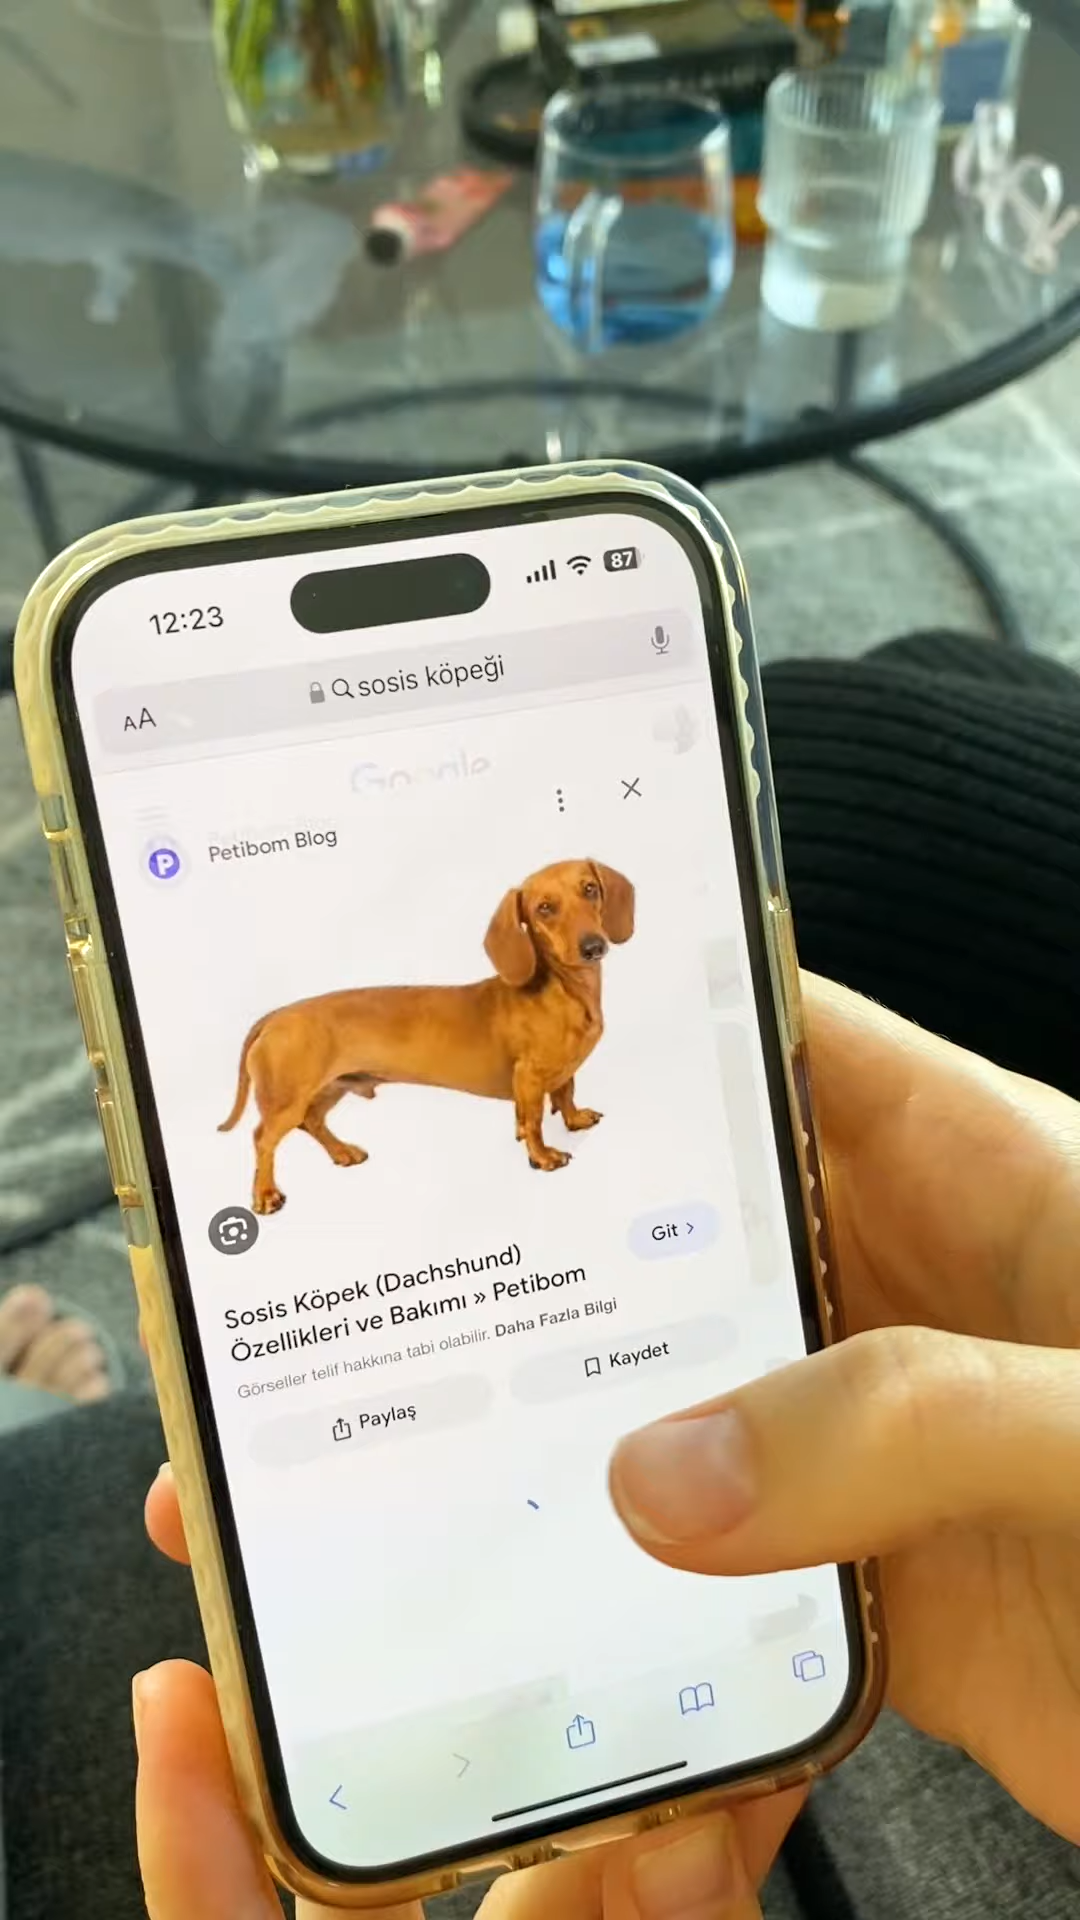 12:23
87
AA
sosis köpeği
Google
P
Petibom Blog
Git >
Sosis Köpek (Dachshund)
Özellikleri ve Bakımı » Petibom
Görseller telif hakkına tabi olabilir. Daha Fazla Bilgi
Paylaş
Kaydet